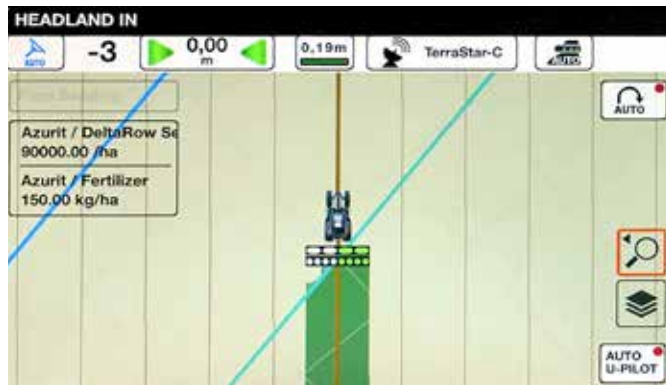 HEADLAND IN
AUTO
-3
0,00
m
0,19m
TerraStar-C
AUTO
AUTO
Azurit / DeltaRow Se
90000.00 /ha
Azurit / Fertilizer
150.00 kg/ha
AUTO
U-PILOT